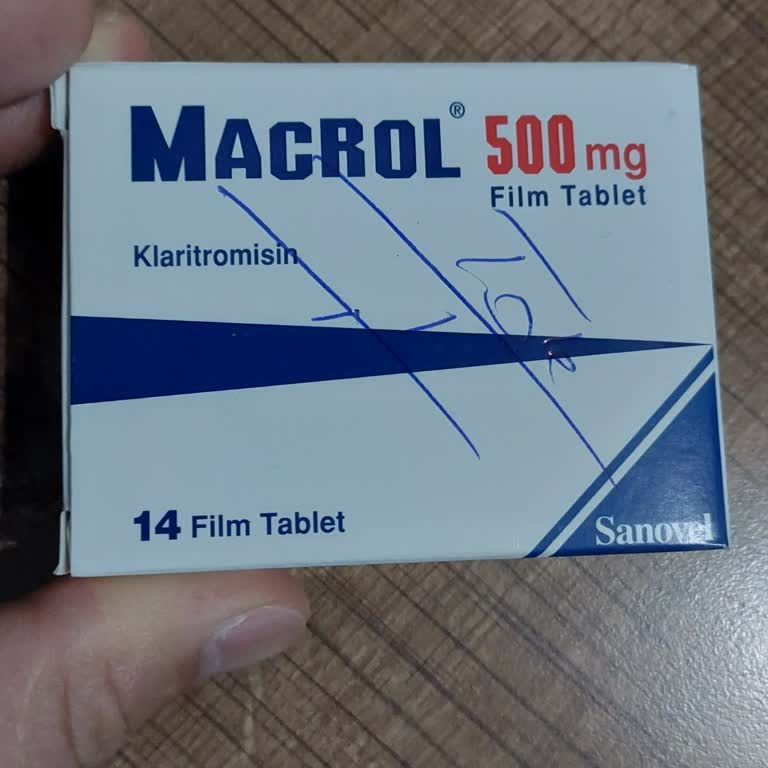 MACROL® 500 mg
Film Tablet
Klaritromisin
14 Film Tablet
Sanovel